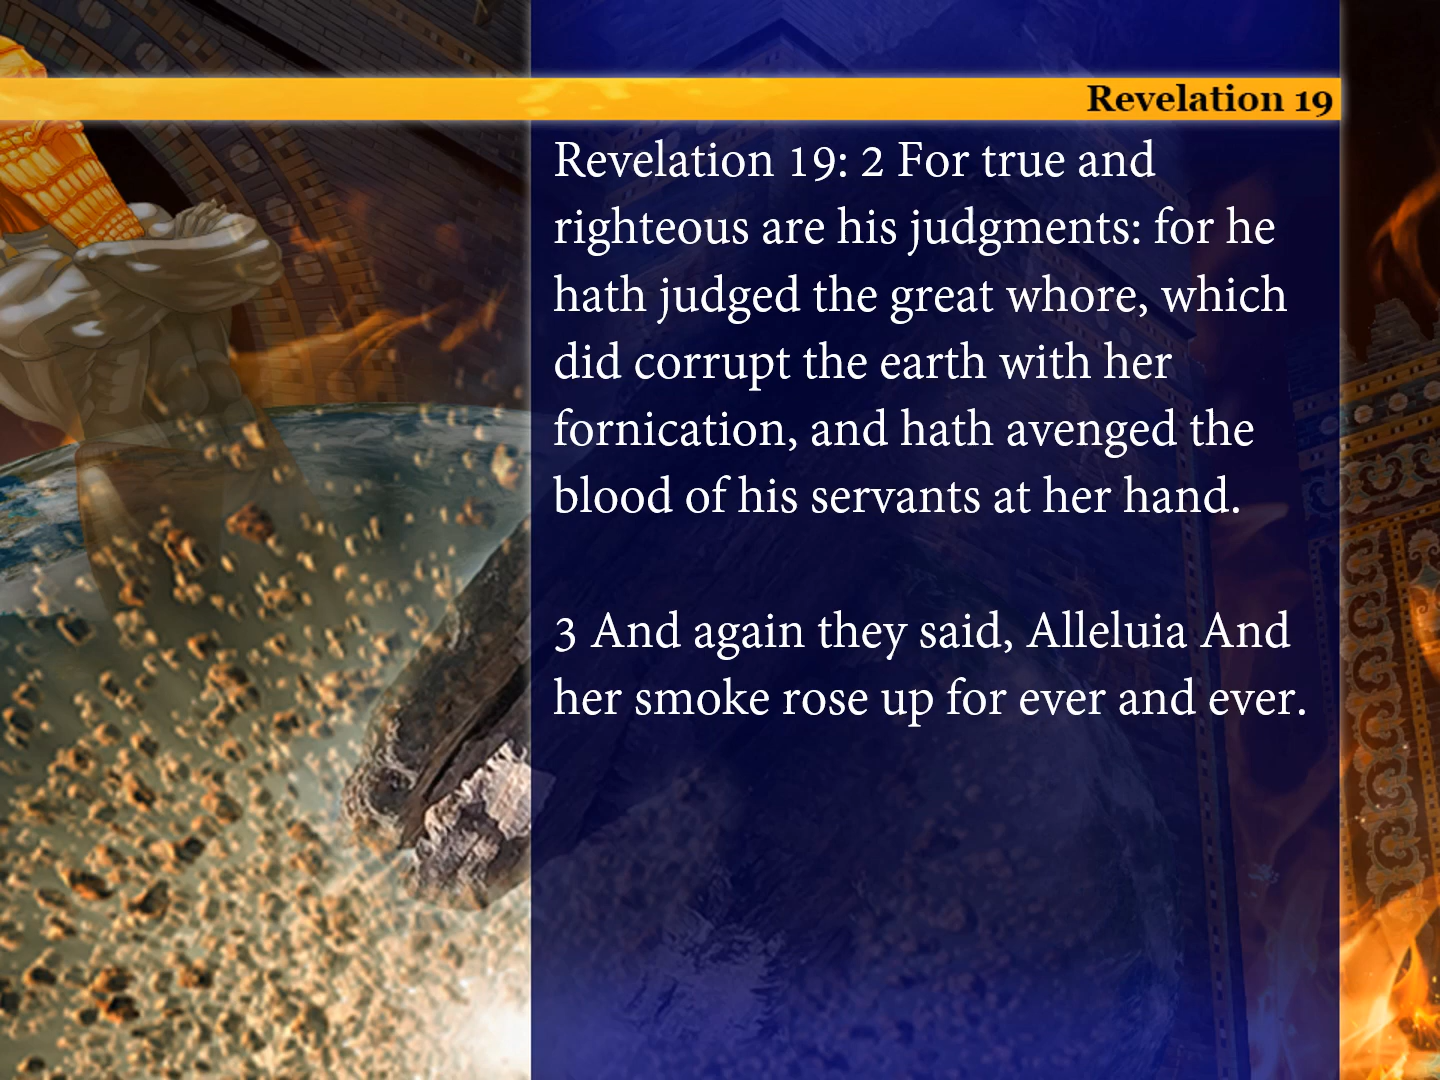 Revelation 19
Revelation 19: 2 For true and
righteous are his judgments: for he
hath judged the great whore, which
did corrupt the earth with her
fornication, and hath avenged the
blood of his servants at her hand.
3 And again they said, Alleluia And
her smoke rose up for ever and ever.